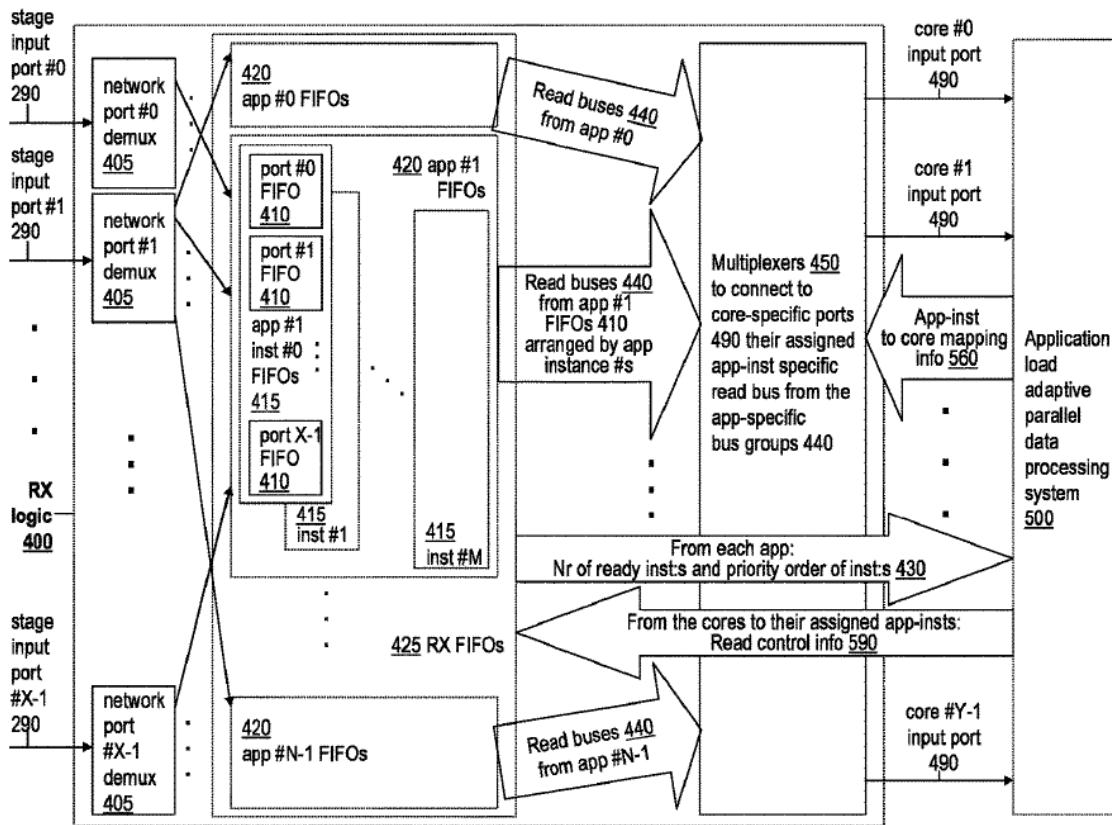 stage
input
port #0
290
network
port #0
demux
405
stage
input
port #1
290
network
port #1
demux
405
RX
logic
400
stage
input
port
#X-1
290
network
port
#X-1
demux
405
420
app #0 FIFOs
420 app #1
FIFOs
port #0
FIFO
410
port #1
FIFO
410
app #1
inst #0
FIFOs
415
port X-1
FIFO
410
415
inst #1
415
inst #M
425 RX FIFOs
420
app #N-1 FIFOs
Read buses 440
from app #0
Read buses 440
from app #1
FIFOs 410
arranged by app
instance #s
Read buses 440
from app #N-1
Multiplexers 450
to connect to
core-specific ports
490 their assigned
app-inst specific
read bus from the
app-specific
bus groups 440
From each app:
Nr of ready inst:s and priority order of inst:s 430
From the cores to their assigned app-insts:
Read control info 590
core #0
input port
490
core #1
input port
490
App-inst
to core mapping
info 560
core #Y-1
input port
490
Application
load
adaptive
parallel
data
processing
system
500